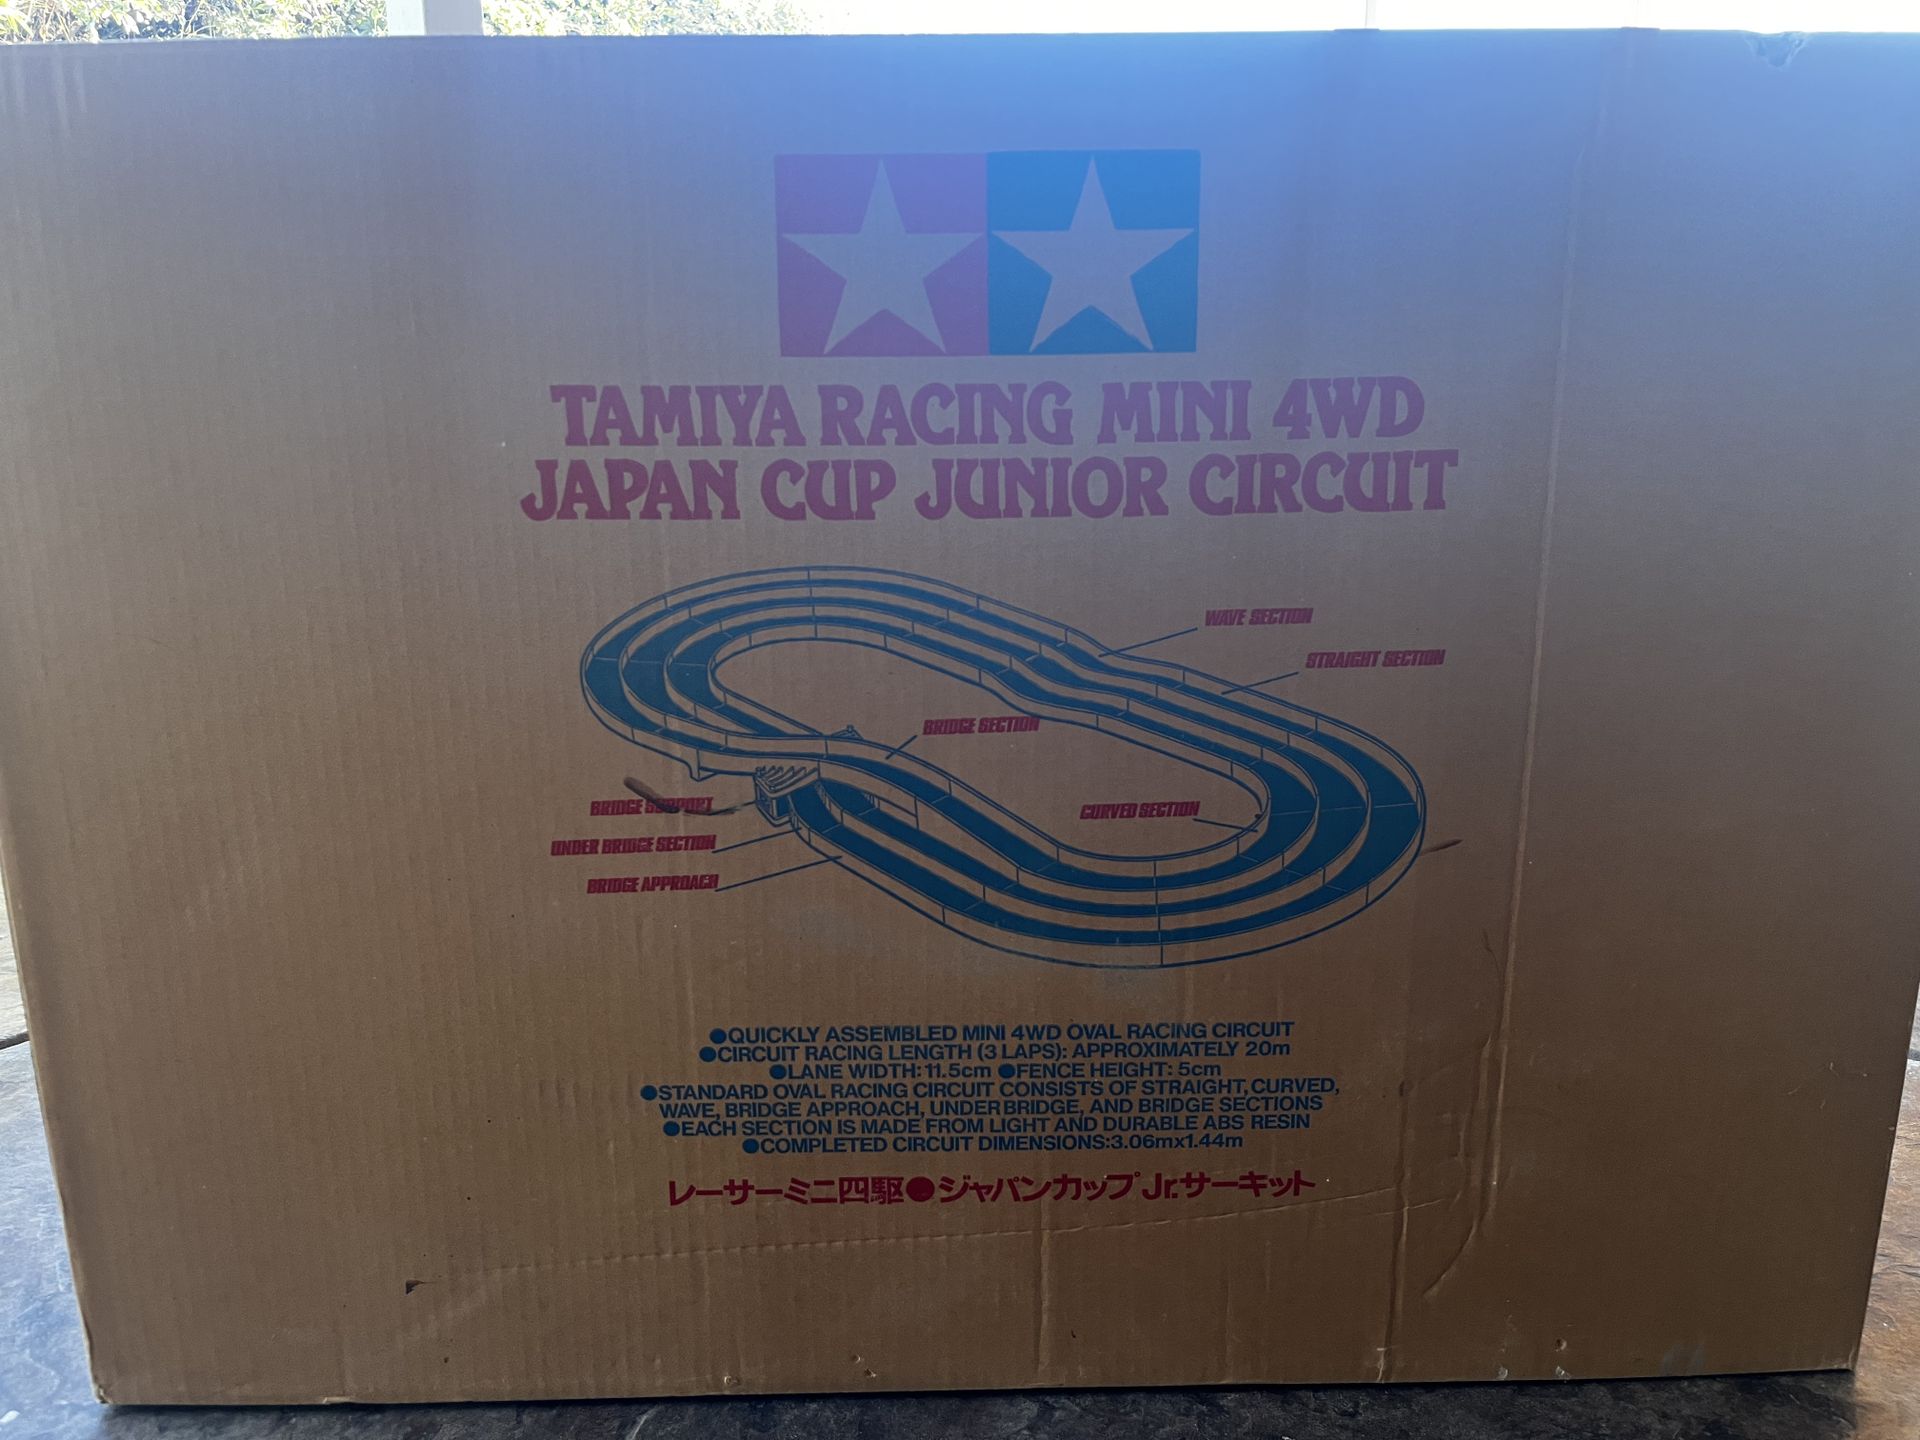 TAMIYA RACING MINI 4WD
JAPAN CUP JUNIOR CIRCUIT
WAVE SECTION
STRAIGHT SECTION
BRIDGE SECTION
BRIDGE SUPPORT
CURVED SECTION
UNDER BRIDGE SECTION
BRIDGE APPROACH
●QUICKLY ASSEMBLED MINI 4WD OVAL RACING CIRCUIT
●CIRCUIT RACING LENGTH (3 LAPS): APPROXIMATELY 20m
●LANE WIDTH: 11.5cm ●FENCE HEIGHT: 5cm
●STANDARD OVAL RACING CIRCUIT CONSISTS OF STRAIGHT, CURVED,
WAVE, BRIDGE APPROACH, UNDER BRIDGE, AND BRIDGE SECTIONS
●EACH SECTION IS MADE FROM LIGHT AND DURABLE ABS RESIN
●COMPLETED CIRCUIT DIMENSIONS:3.06mx1.44m
レーサーミニ四駆●ジャパンカップJr.サーキット